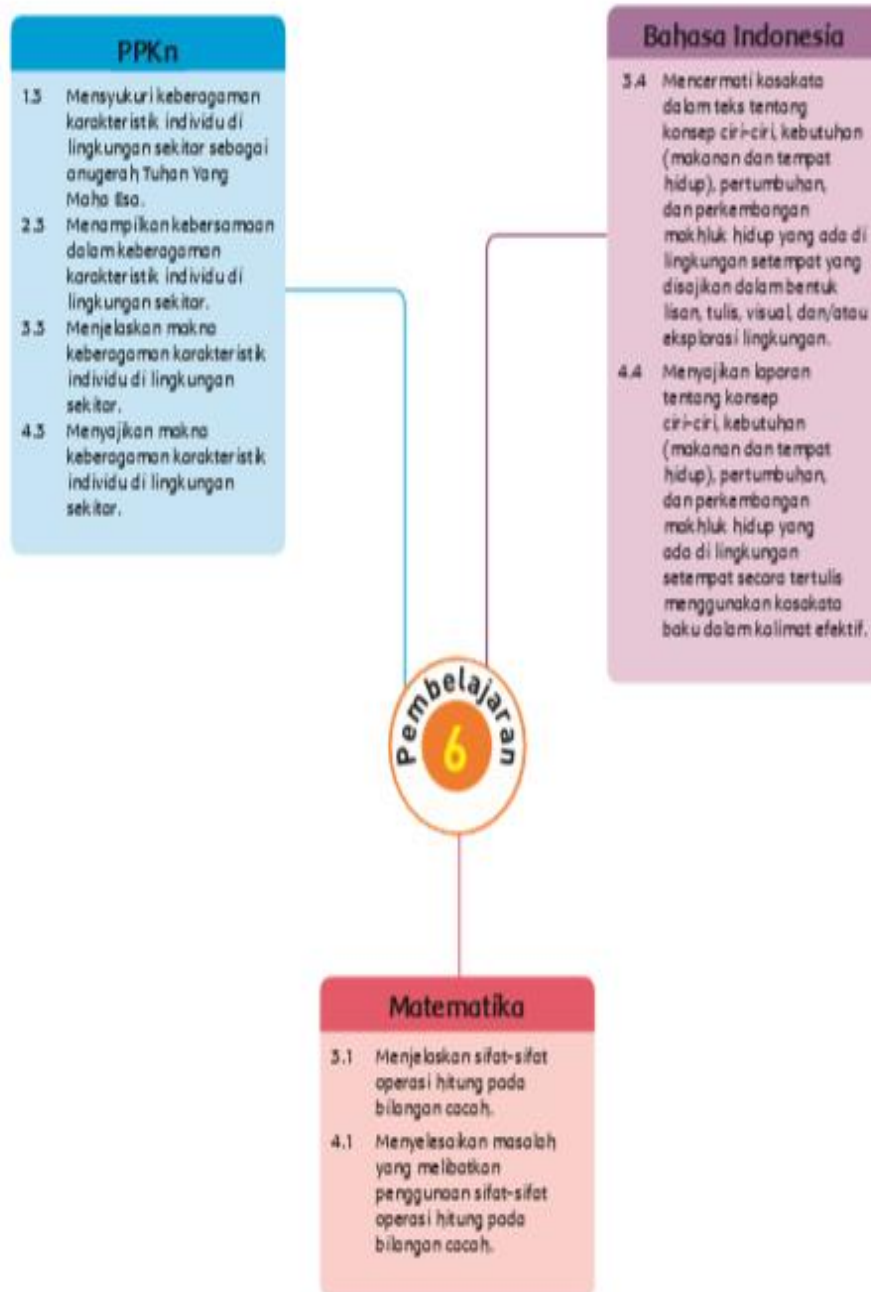 PPKn
1.3 Mensyukuri keberagaman
karakteristik individu di
lingkungan sekitar sebagai
anugerah Tuhan Yang
Maha Esa.
2.3 Menampilkan kebersamaan
dalam keberagaman
karakteristik individu di
lingkungan sekitar.
3.3 Menjelaskan makna
keberagaman karakteristik
individu di lingkungan
sekitar.
4.3 Menyajikan makna
keberagaman karakteristik
individu di lingkungan
sekitar.
Bahasa Indonesia
3.4 Mencermati kosakata
dalam teks tentang
konsep ciri-ciri, kebutuhan
(makanan dan tempat
hidup), pertumbuhan,
dan perkembangan
makhluk hidup yang ada di
lingkungan setempat yang
disajikan dalam bentuk
lisan, tulis, visual, dan/atau
eksplorasi lingkungan.
4.4 Menyajikan laporan
tentang konsep
ciri-ciri, kebutuhan
(makanan dan tempat
hidup), pertumbuhan,
dan perkembangan
makhluk hidup yang
ada di lingkungan
setempat secara tertulis
menggunakan kosakata
baku dalam kalimat efektif.
Pembelajaran
6
Matematika
3.1 Menjelaskan sifat-sifat
operasi hitung pada
bilangan cacah.
4.1 Menyelesaikan masalah
yang melibatkan
penggunaan sifat-sifat
operasi hitung pada
bilangan cacah.